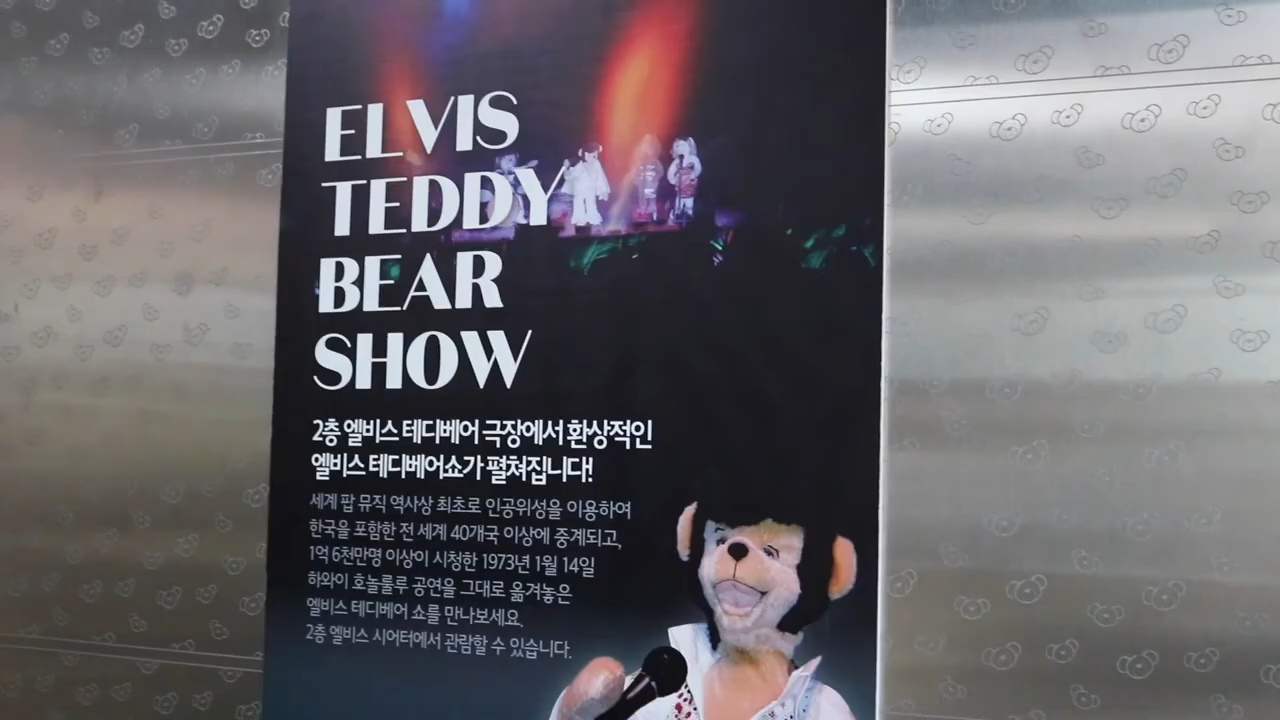 ELVIS
TEDDY
BEAR
SHOW
2층 엘비스 테디베어 극장에서 환상적인
엘비스 테디베어쇼가 펼쳐집니다!
세계 팝 뮤직 역사상 최초로 인공위성을 이용하여
한국을 포함한 전 세계 40개국 이상에 중계되고,
1억 6천만명 이상이 시청한 1973년 1월 14일
하와이 호놀룰루 공연을 그대로 옮겨놓은
엘비스 테디베어 쇼를 만나보세요.
2층 엘비스 시어터에서 관람할 수 있습니다.